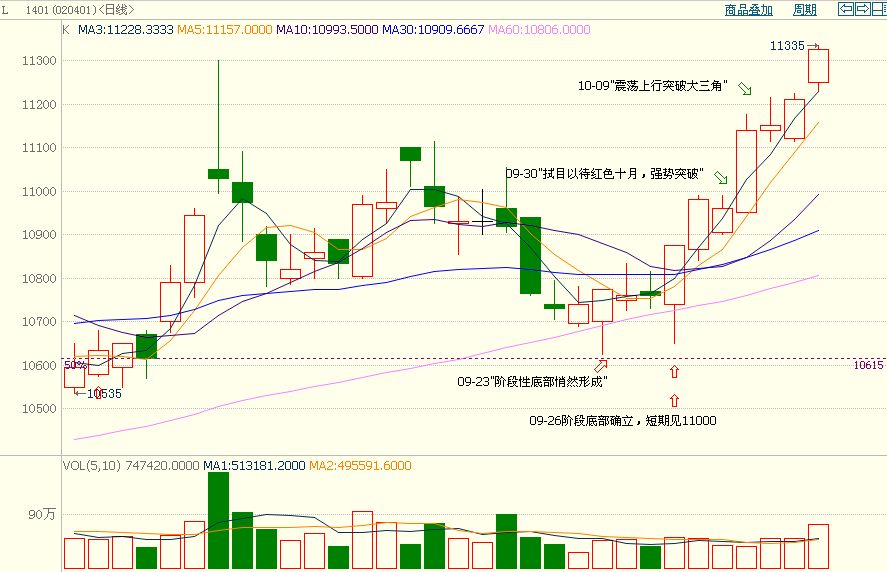 L 1401(020401)<日线> 商品叠加 周期
K MA3:11228.3333 MA5:11157.0000 MA10:10993.5000 MA30:10909.6667 MA60:10806.0000
11335
11300
10-09"震荡上行突破大三角"
11200
11100
09-30"拭目以待红色十月，强势突破"
11000
10900
10800
10700
10600
50% 10615
09-23"阶段性底部悄然形成"
10535
10500
09-26阶段底部确立，短期见11000
VOL(5,10) 747420.0000 MA1:513181.2000 MA2:495591.6000
90万